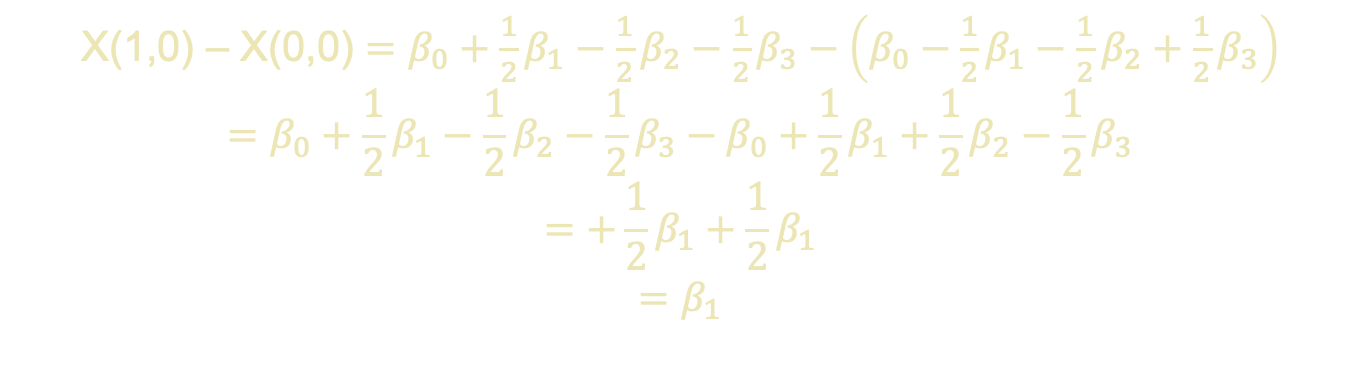 X(1,0) – X(0,0) = β₀ + ½β₁ − ½β₂ − ½β₃ − (β₀ − ½β₁ − ½β₂ + ½β₃)
= β₀ + ½β₁ − ½β₂ − ½β₃ − β₀ + ½β₁ + ½β₂ − ½β₃
= + ½β₁ + ½β₁
= β₁